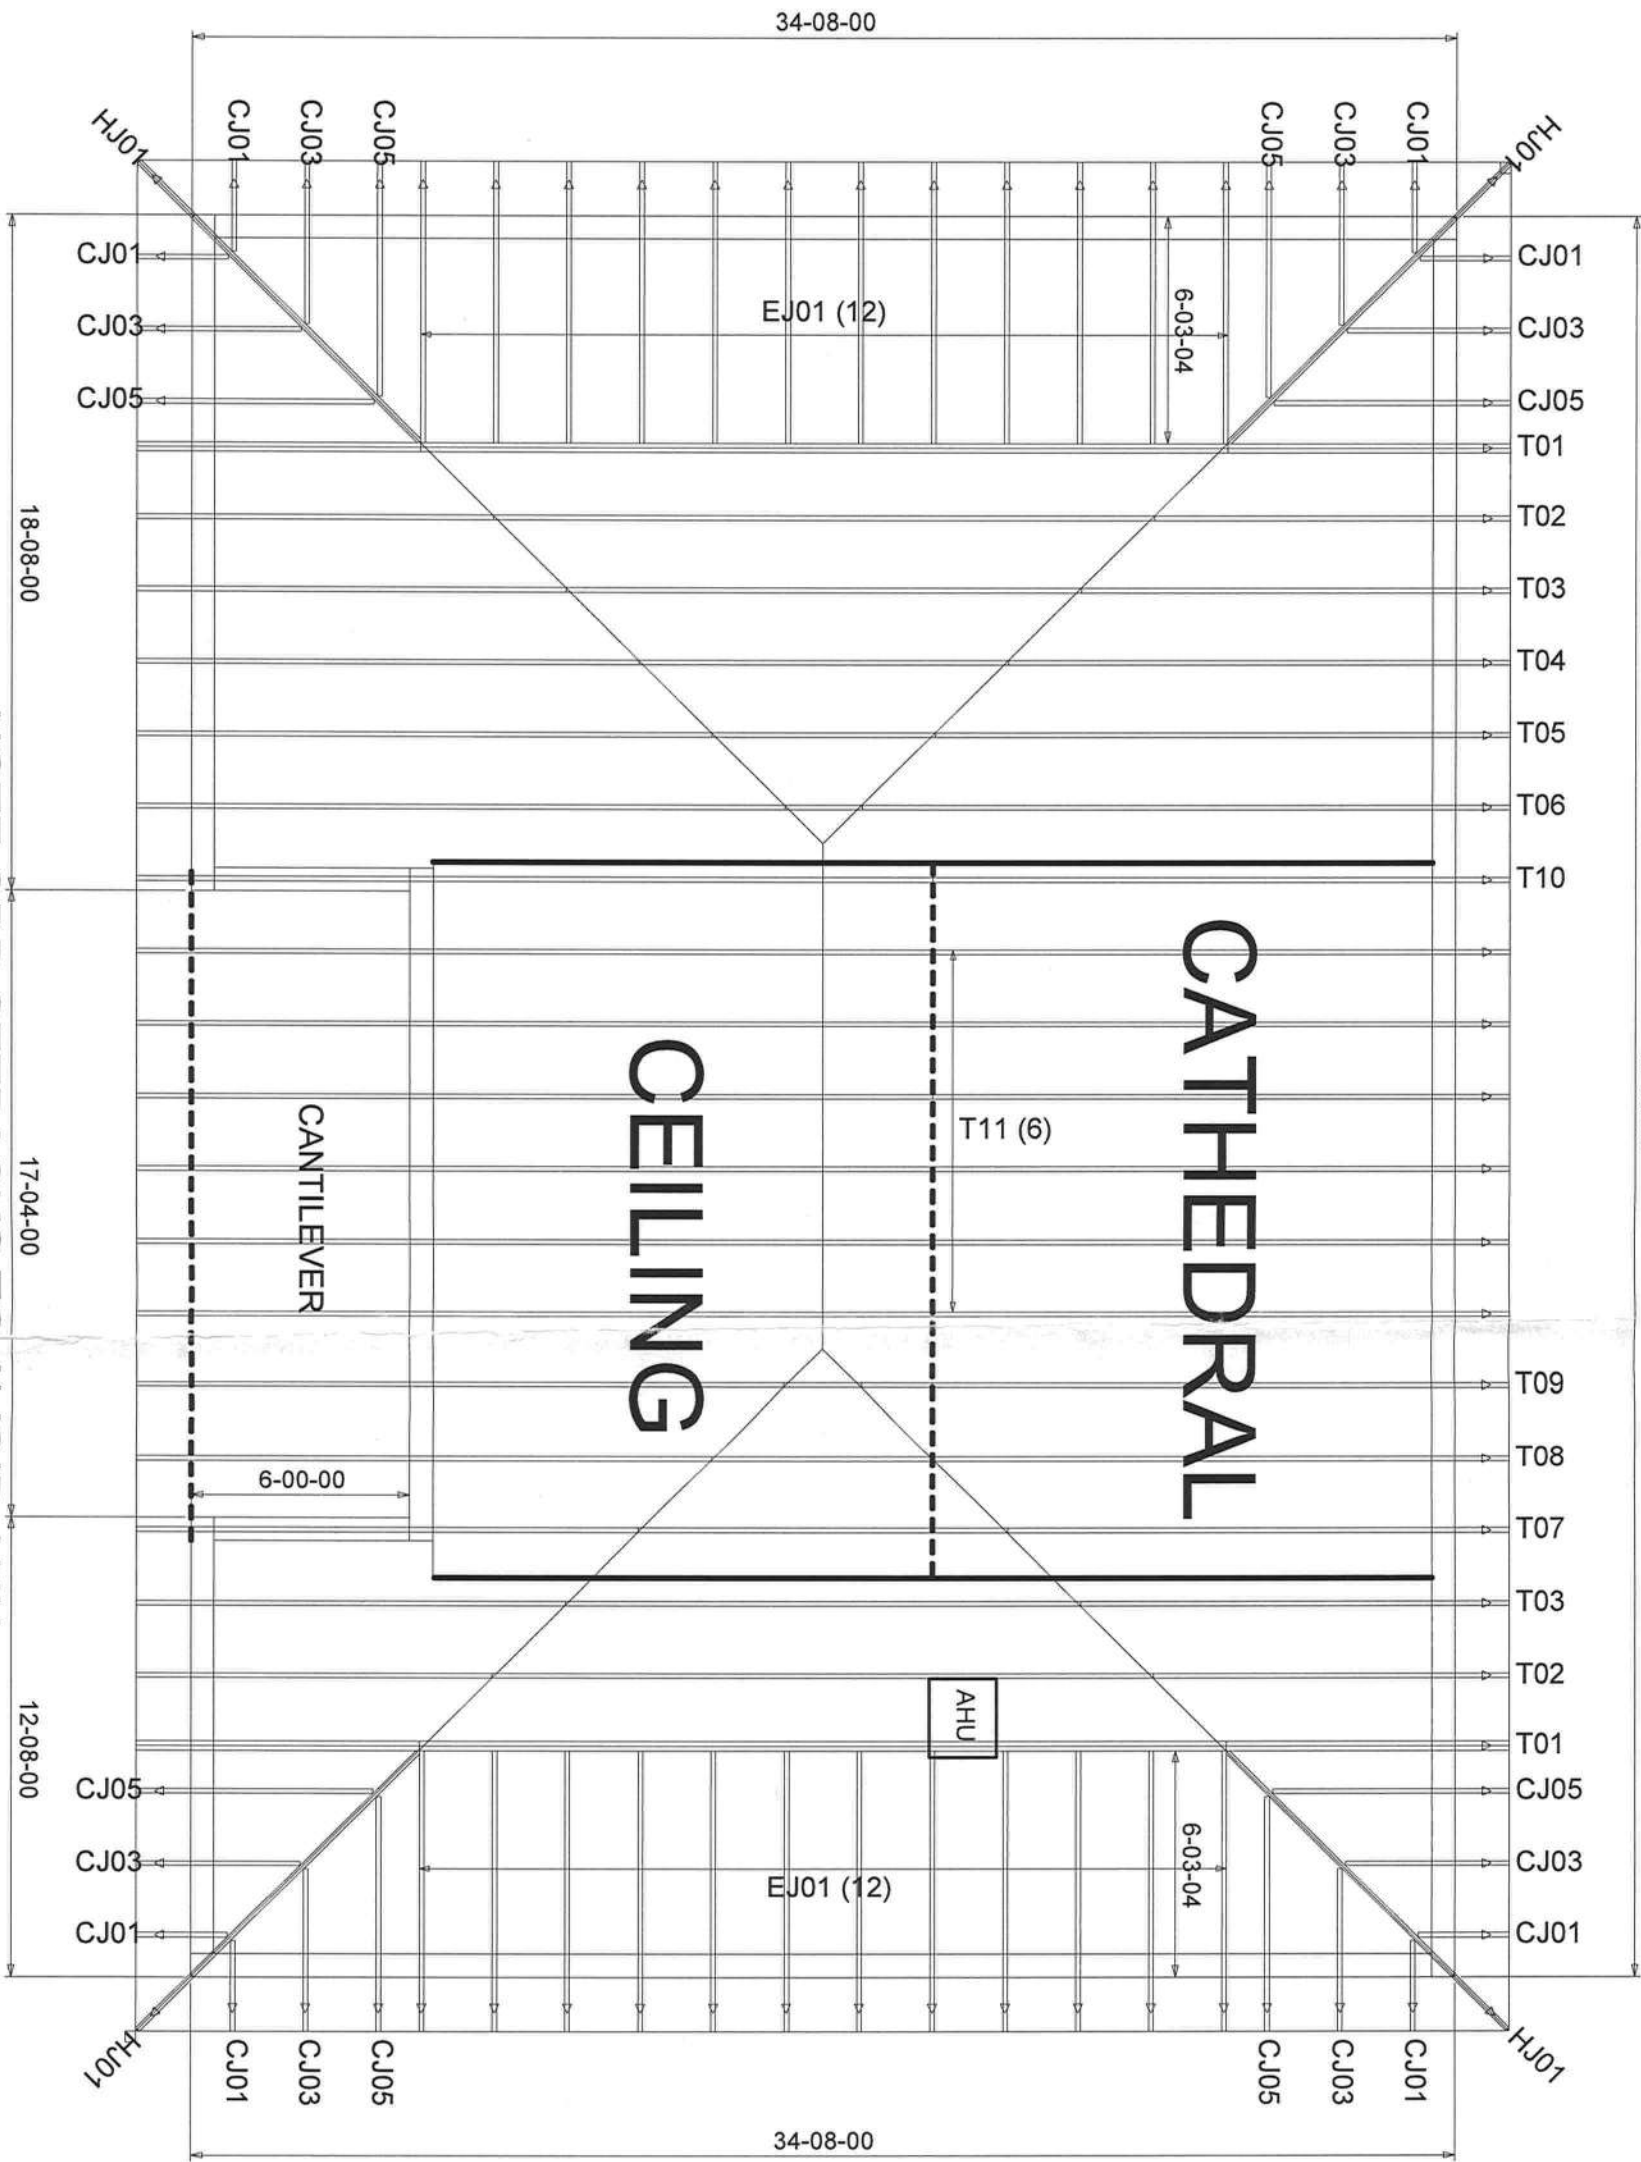 34-08-00
HJ01
CJ01
CJ03
CJ05
CJ05
CJ03
CJ01
HJ01
CJ01
CJ01
6-03-04
EJ01 (12)
CJ03
CJ03
CJ05
CJ05
T01
T02
18-08-00
T03
T04
T05
T06
T10
CATHEDRAL
CEILING
T11 (6)
CANTILEVER
17-04-00
T09
T08
6-00-00
T07
T03
T02
AHU
T01
12-08-00
CJ05
CJ05
CJ03
CJ03
6-03-04
EJ01 (12)
CJ01
CJ01
HJ01
CJ01
CJ03
CJ05
CJ05
CJ03
CJ01
HJ01
34-08-00